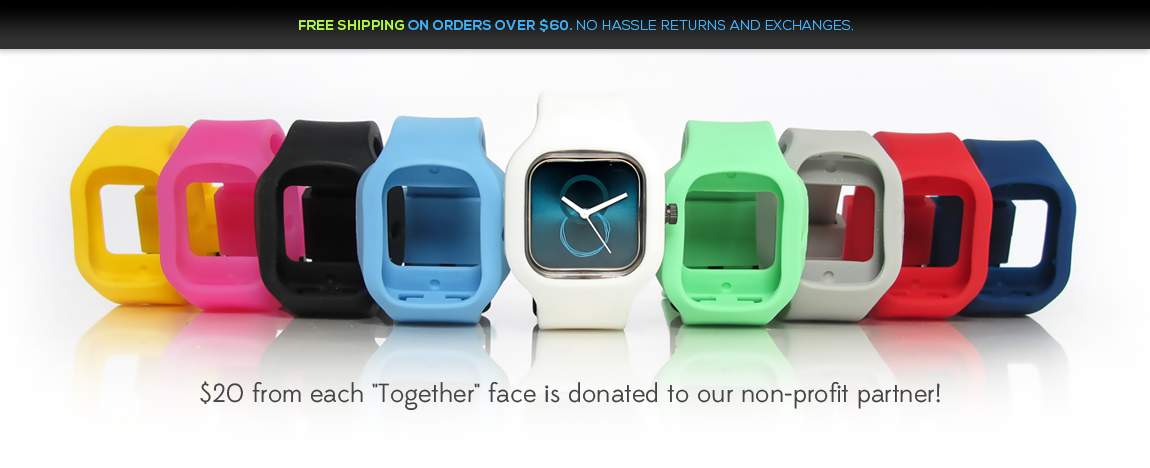 FREE SHIPPING ON ORDERS OVER $60. NO HASSLE RETURNS AND EXCHANGES.
$20 from each "Together" face is donated to our non-profit partner!